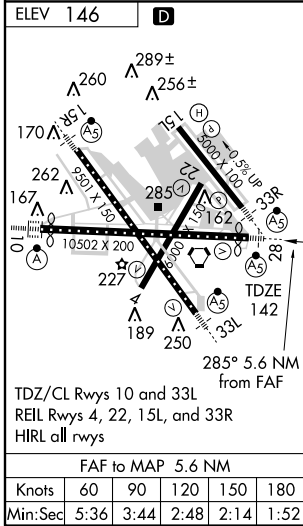 ELEV 146 D
289±
260
256±
15R
170
A5
15L
H
P
5000 X 100
0.5% UP
9501 X 150
262
22
285
V
P
33R
167
162
10
10502 X 200
6000 X 150
V
28
A
A5
227
V
TDZE
142
A5
4
V
33L
189
250
285° 5.6 NM
from FAF
TDZ/CL Rwys 10 and 33L
REIL Rwys 4, 22, 15L, and 33R
HIRL all rwys
FAF to MAP 5.6 NM
Knots 60 90 120 150 180
Min:Sec 5:36 3:44 2:48 2:14 1:52